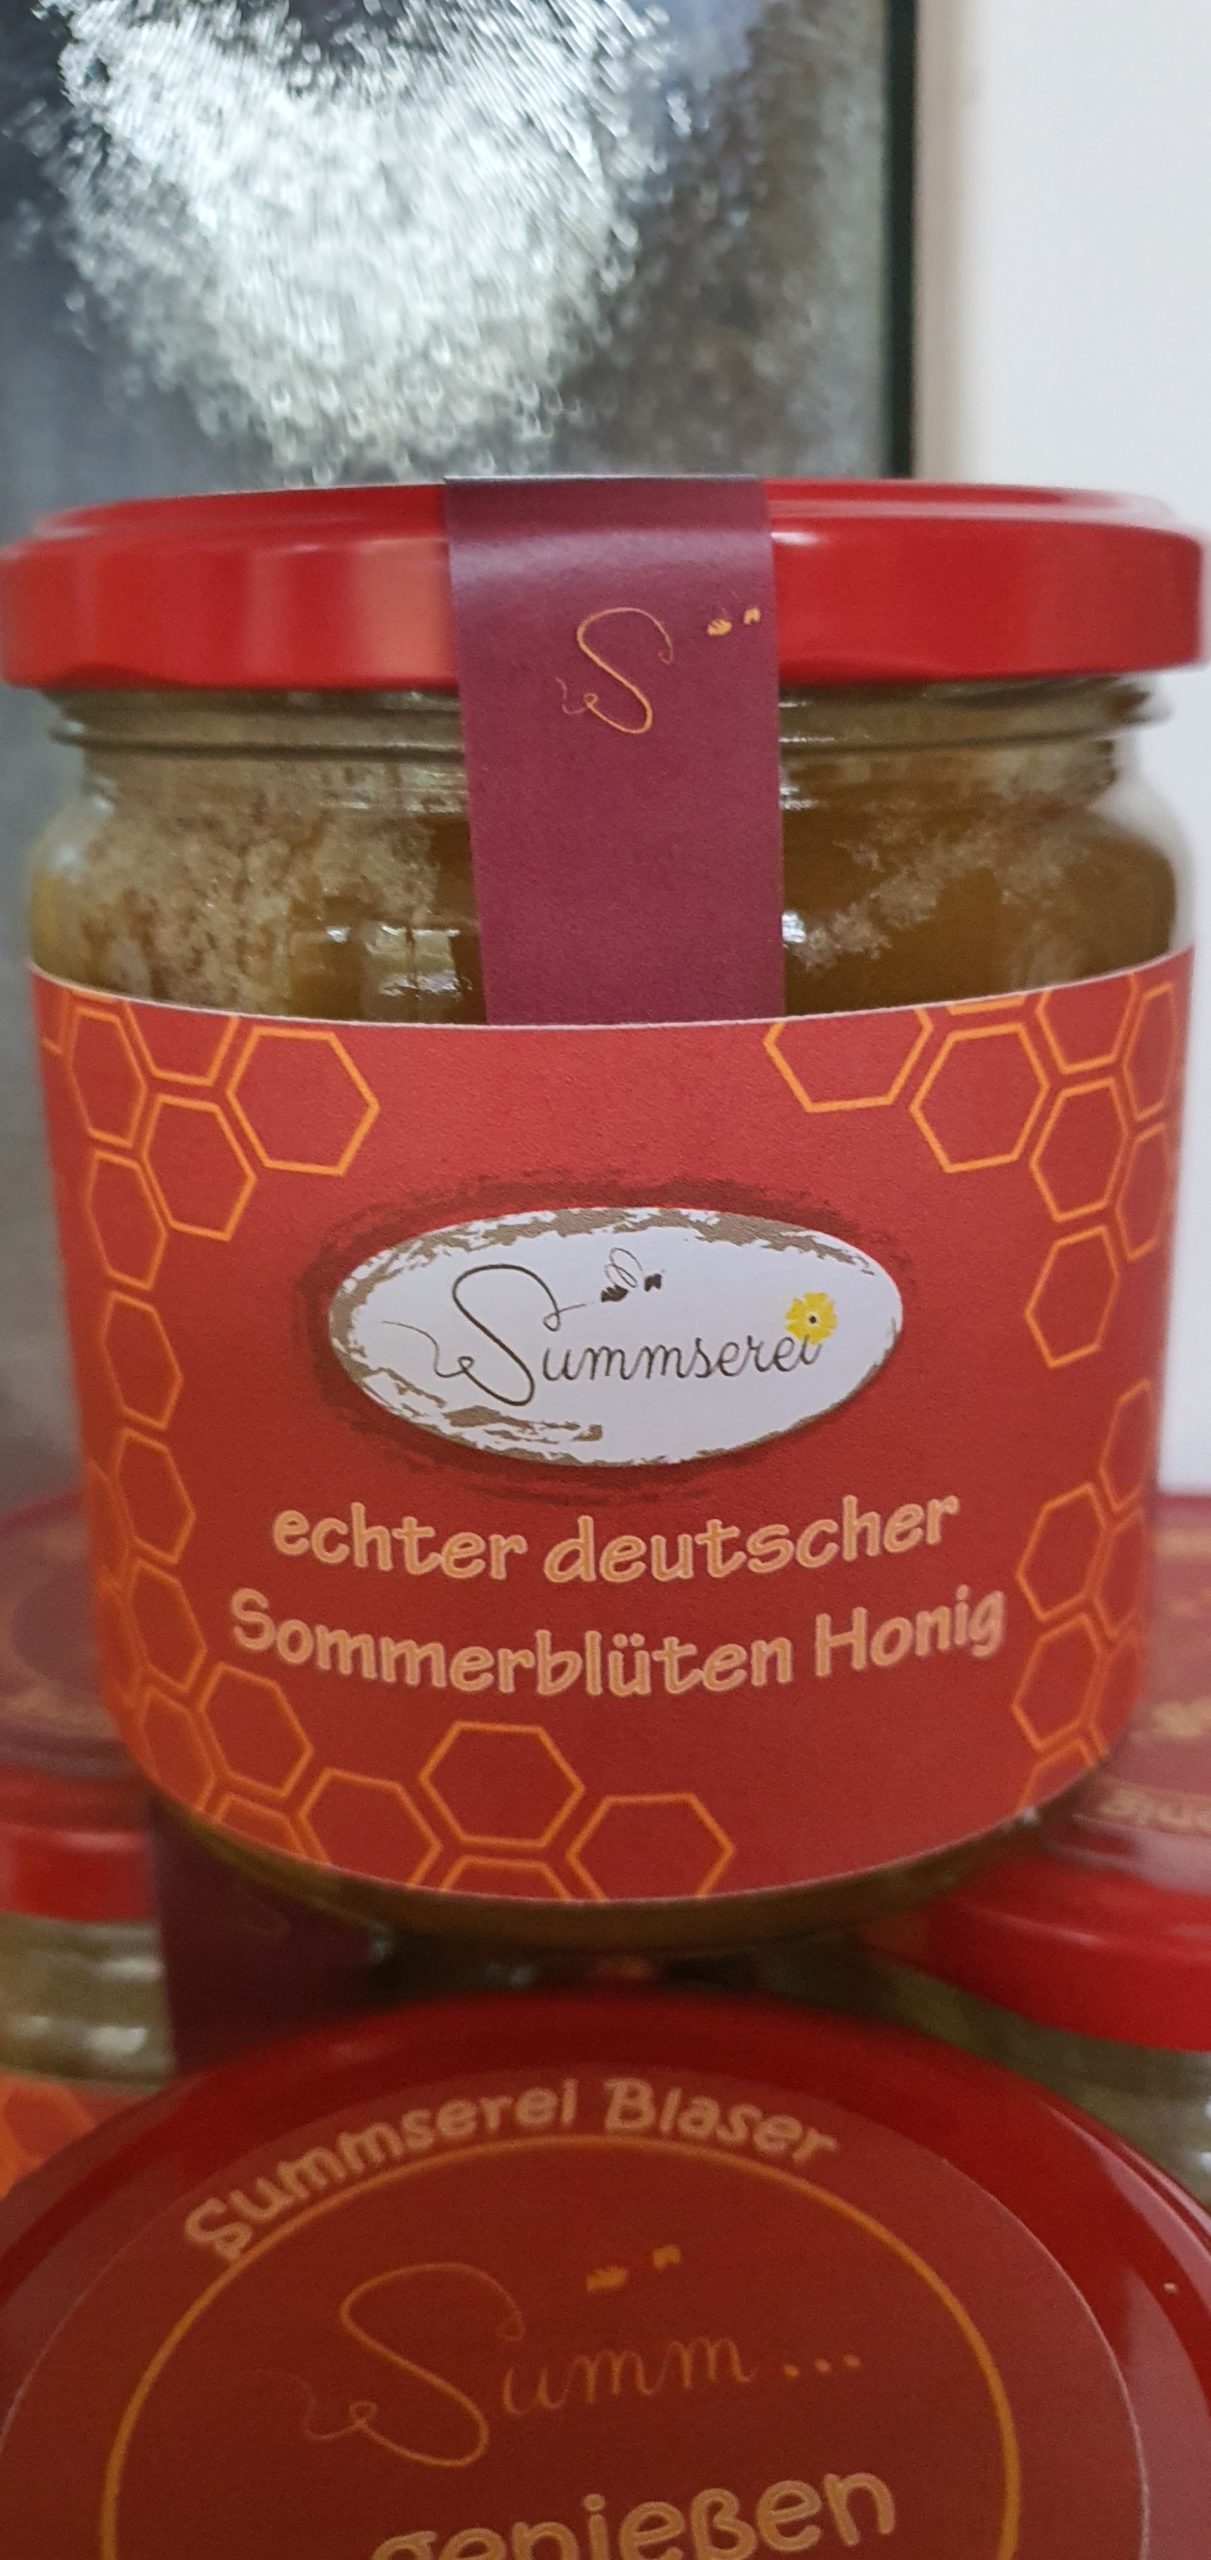 S
Summserei
echter deutscher
Sommerblüten Honig
Summserei Blaser
Summ...
genießen